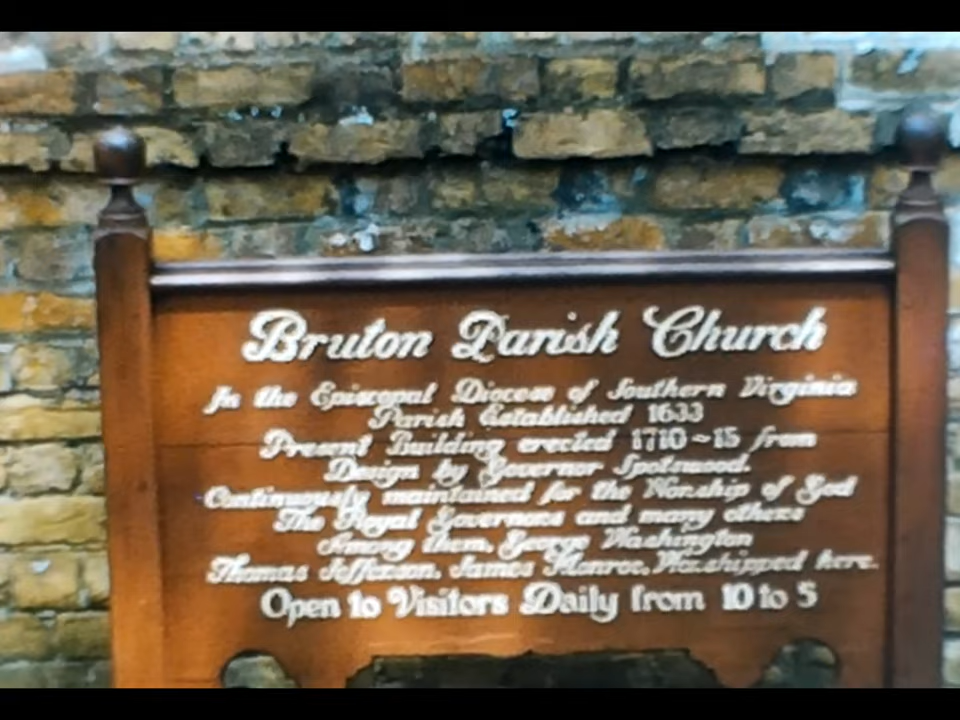 Bruton Parish Church
In the Episcopal Diocese of Southern Virginia
Parish Established 1633
Present Building erected 1710~15 from
Design by Governor Spotswood.
Continuously maintained for the Worship of God
The Royal Governors and many others
Among them, George Washington
Thomas Jefferson, James Monroe, Worshipped here.
Open to Visitors Daily from 10 to 5